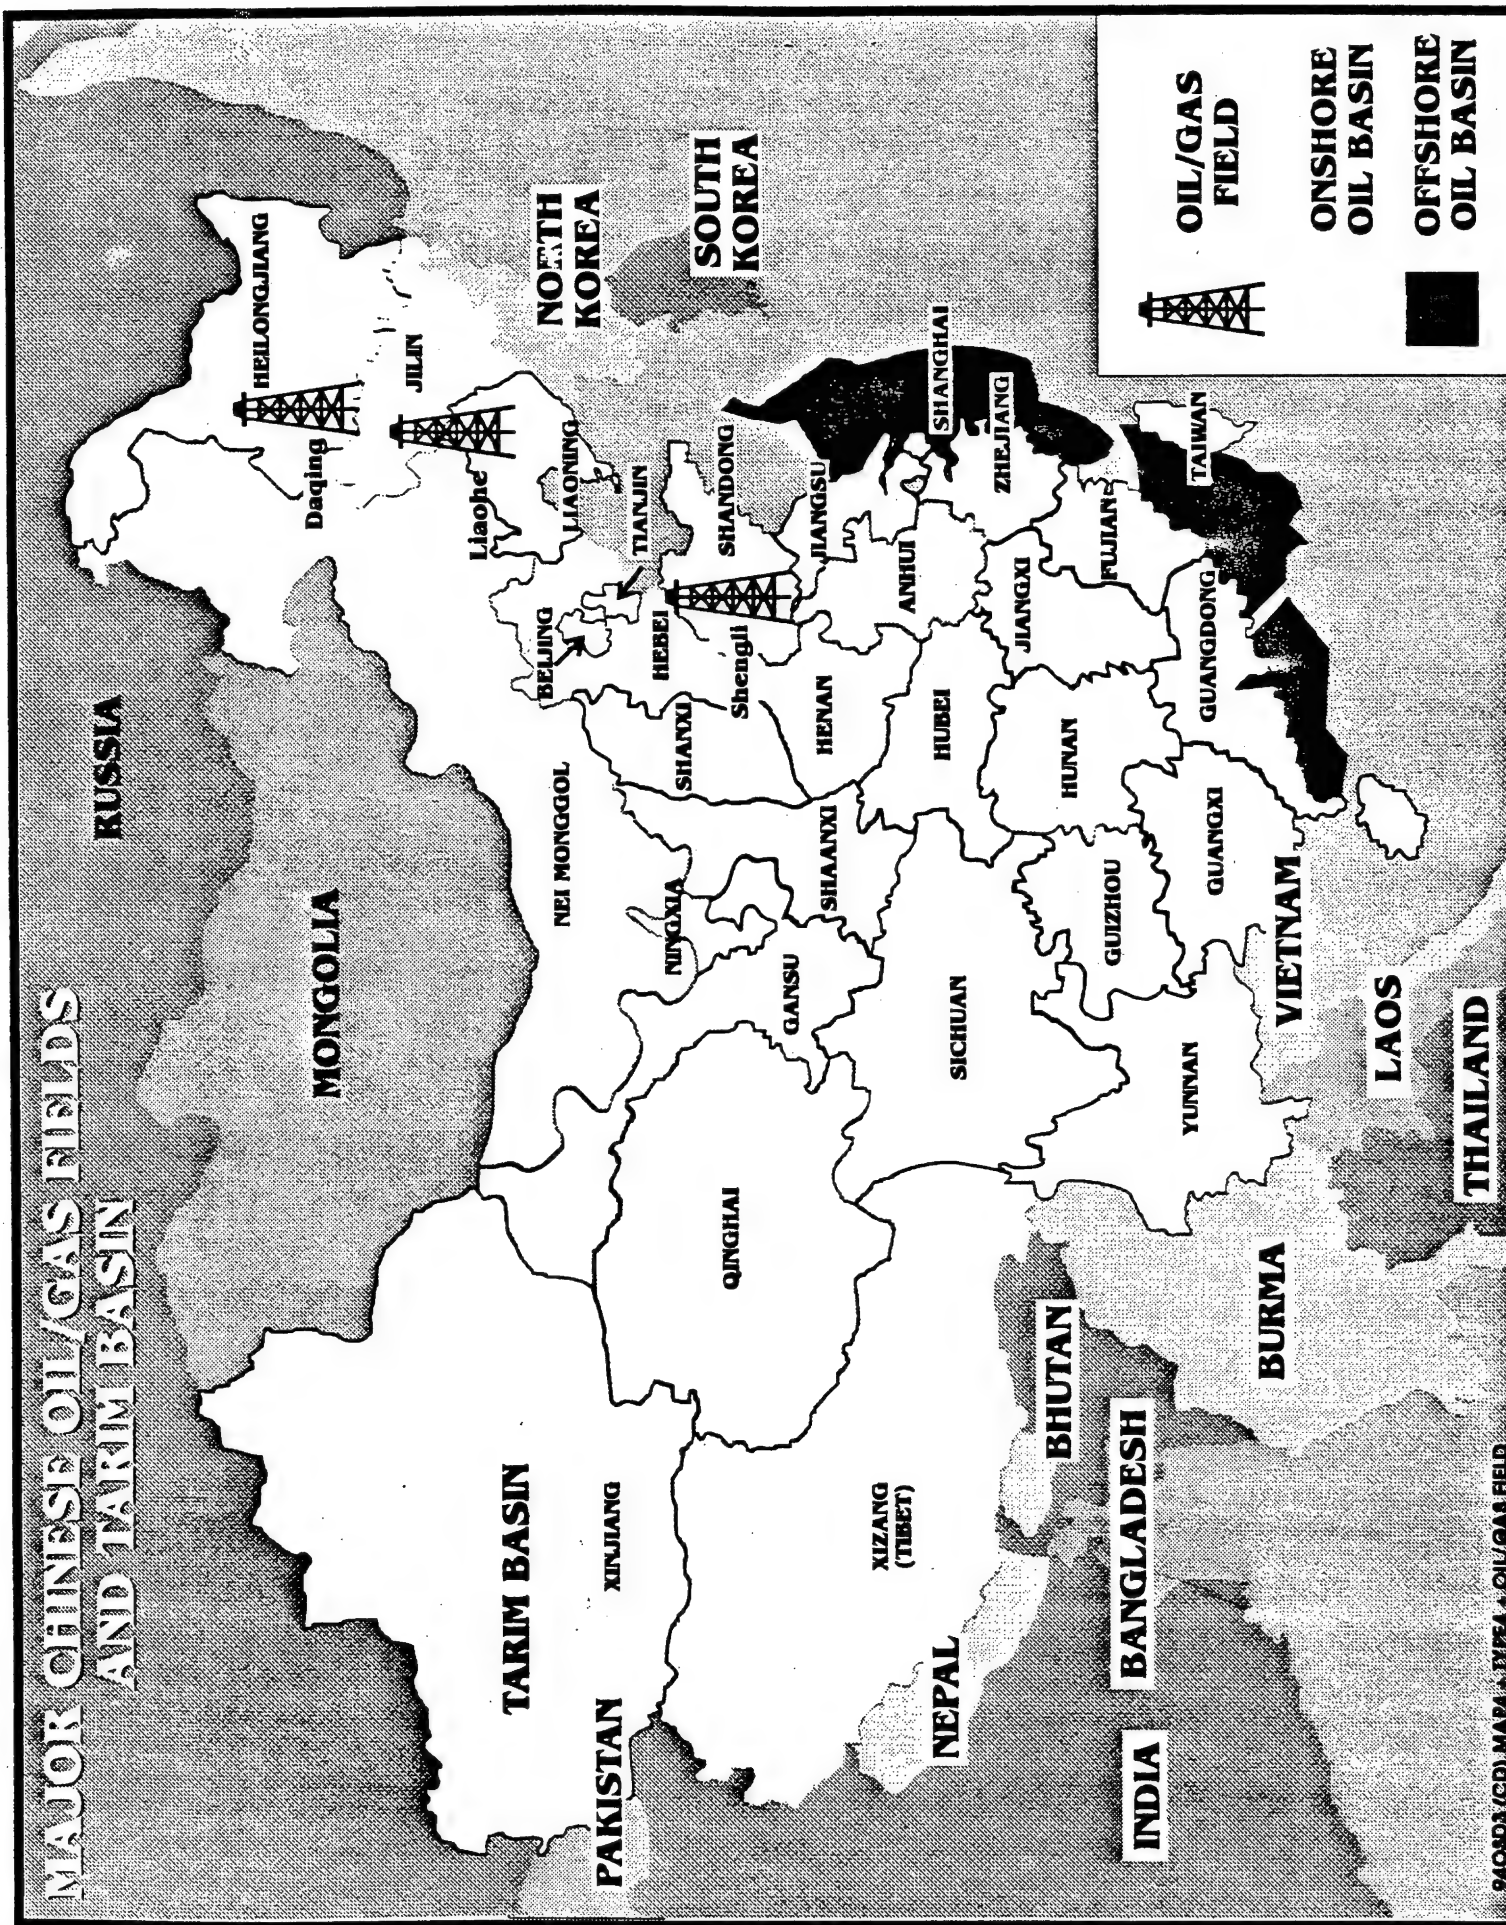 MAJOR CHINESE OIL/GAS FIELDS
AND TARIM BASIN
RUSSIA
MONGOLIA
HEILONGJIANG
Daqing
JILIN
Liaohe
LIAONING
NORTH
KOREA
SOUTH
KOREA
BEIJING
TIANJIN
HEBEI
SHANDONG
Shengli
SHANXI
NEI MONGGOL
NINGXIA
GANSU
SHAANXI
HENAN
JIANGSU
ANHUI
SHANGHAI
ZHEJIANG
HUBEI
JIANGXI
FUJIAN
TAIWAN
HUNAN
GUANGDONG
GUANGXI
GUIZHOU
SICHUAN
YUNNAN
QINGHAI
TARIM BASIN
XINJIANG
XIZANG
(TIBET)
PAKISTAN
NEPAL
INDIA
BHUTAN
BANGLADESH
BURMA
VIETNAM
LAOS
THAILAND
OIL/GAS
FIELD
ONSHORE
OIL BASIN
OFFSHORE
OIL BASIN